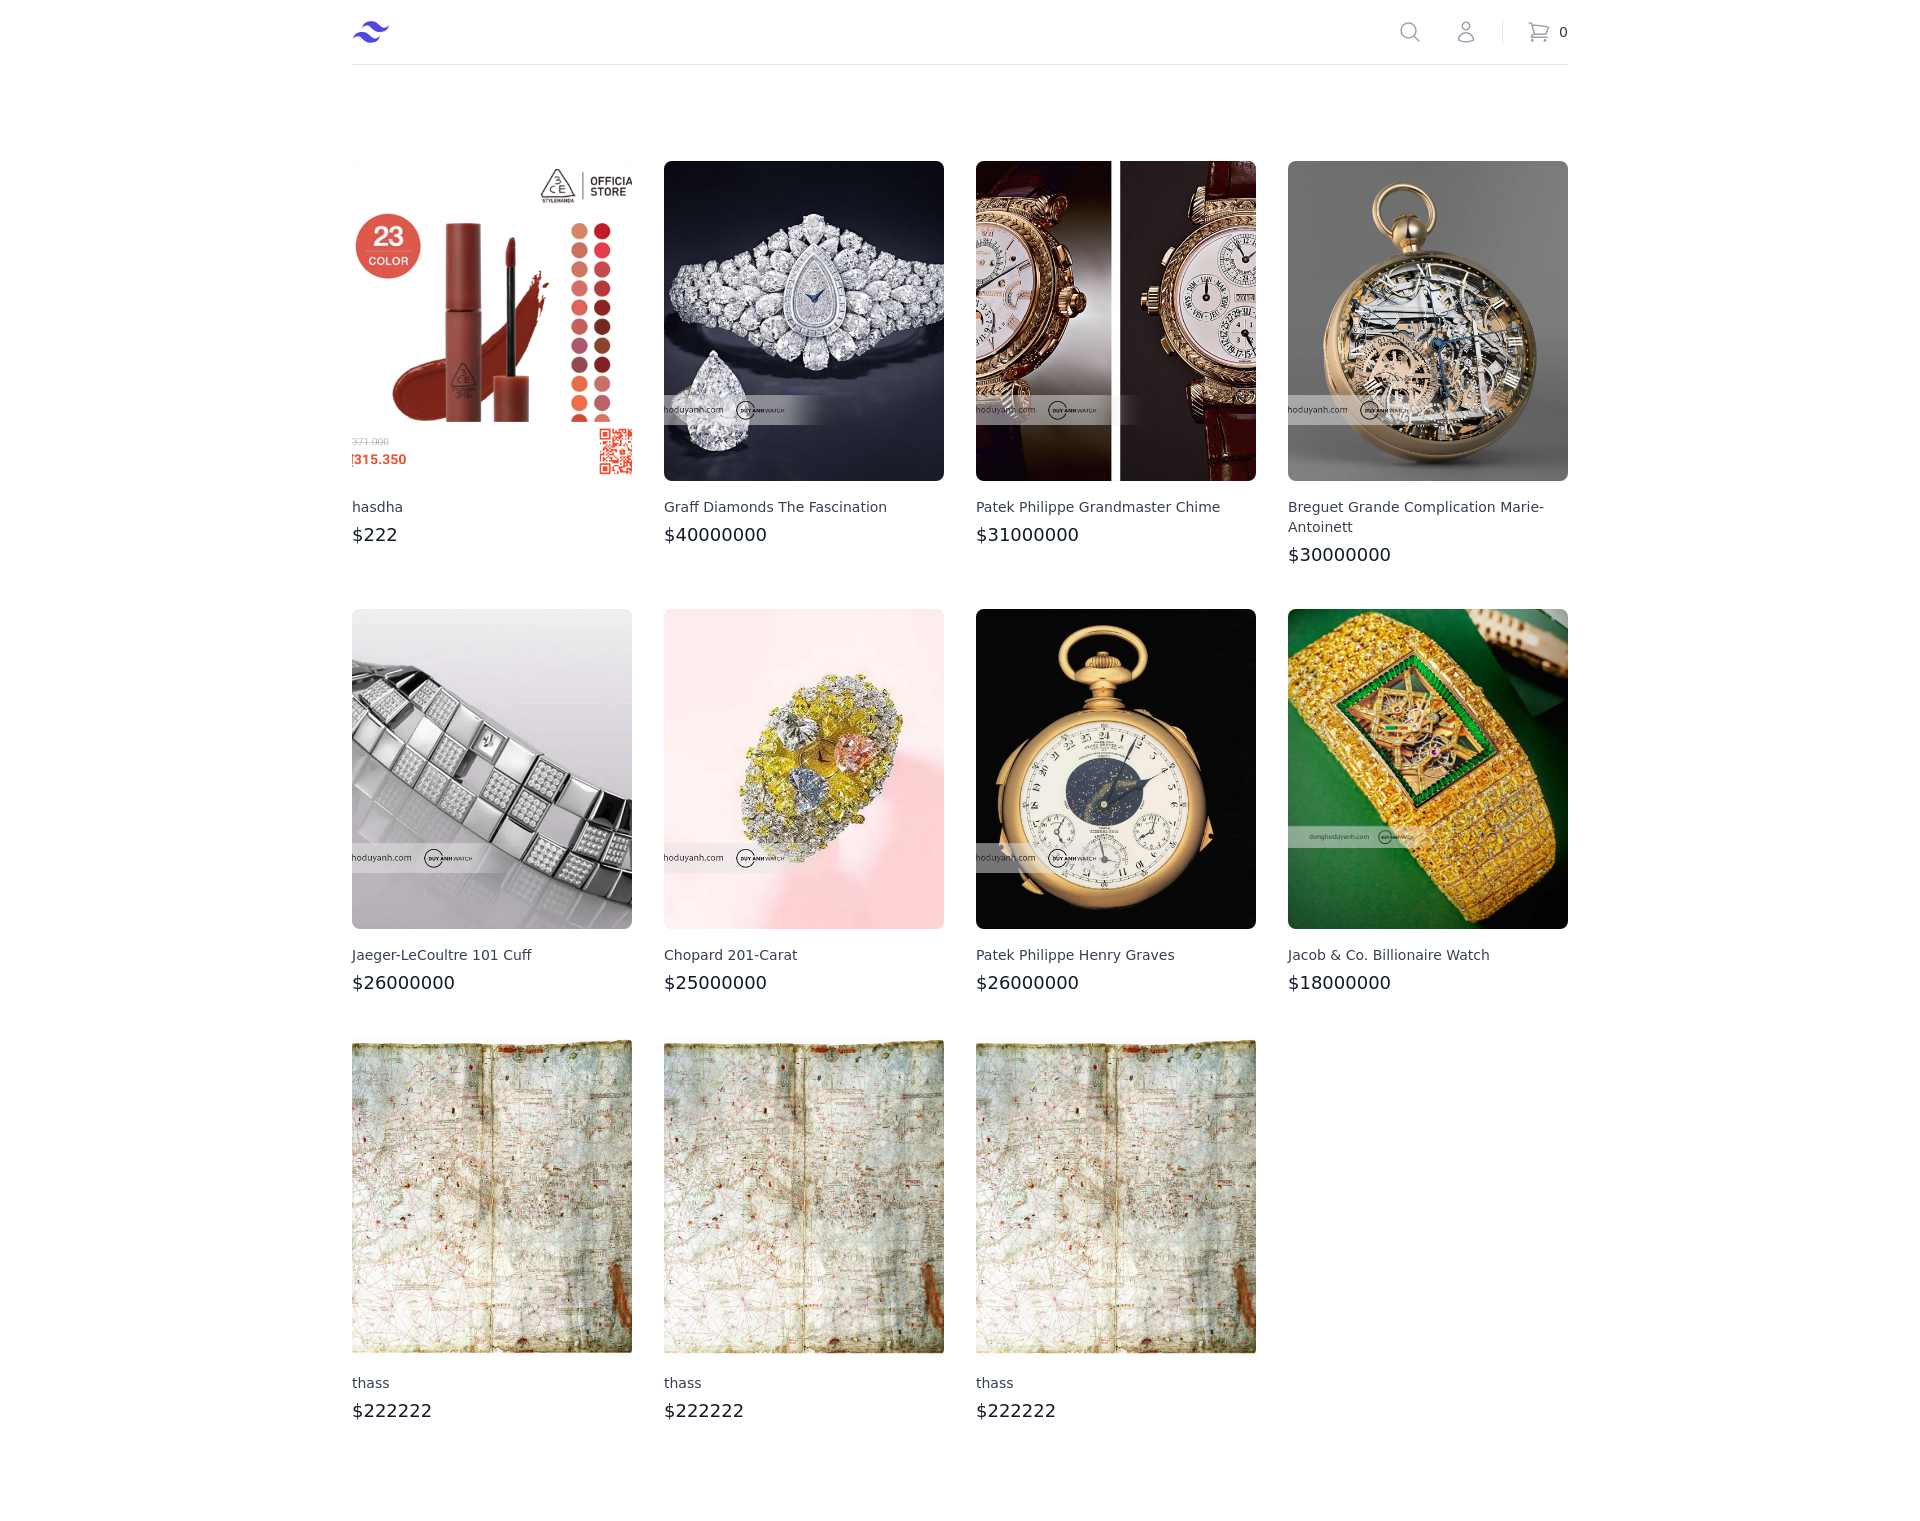 0
3
CE
STYLENANDA
OFFICIA
STORE
23
COLOR
371.000
315.350
hasdha
$222
hoduyanh.com
DUY ANH WATCH
Graff Diamonds The Fascination
$40000000
hoduyanh.com
DUY ANH WATCH
Patek Philippe Grandmaster Chime
$31000000
hoduyanh.com
DUY ANH WATCH
Breguet Grande Complication Marie-
Antoinett
$30000000
hoduyanh.com
DUY ANH WATCH
Jaeger-LeCoultre 101 Cuff
$26000000
hoduyanh.com
DUY ANH WATCH
Chopard 201-Carat
$25000000
hoduyanh.com
DUY ANH WATCH
Patek Philippe Henry Graves
$26000000
donghoduyanh.com
Jacob & Co. Billionaire Watch
$18000000
thass
$222222
thass
$222222
thass
$222222